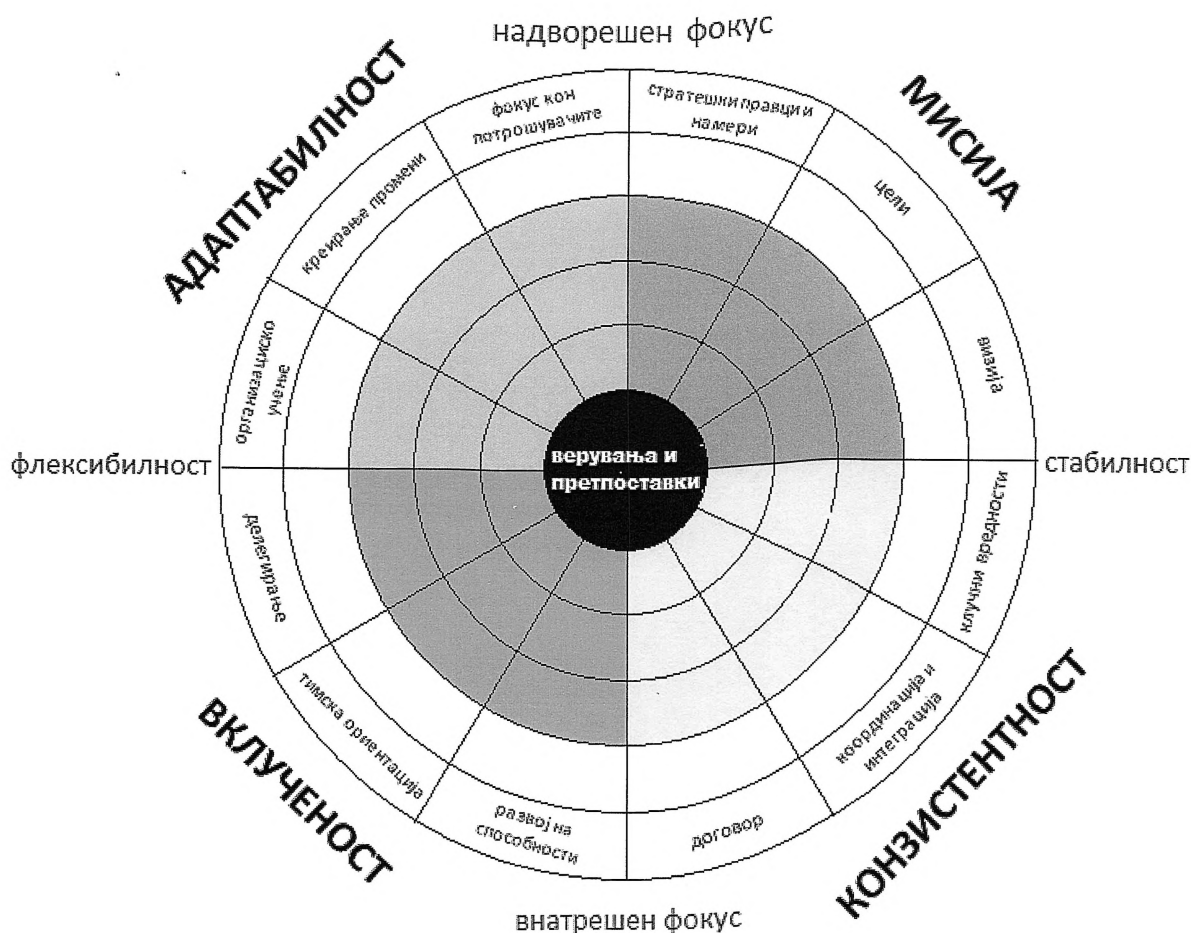 надворешен фокус
АДАПТАБИЛНОСТ
МИСИЈА
фокус кон
потрошувачите
стратешки правци и
намери
креирање промени
цели
организациско
учење
визија
флексибилност
верувања и
претпоставки
стабилност
делегирање
клучни вредности
тимска ориентација
координација и
интеграција
развој на
способности
договор
ВКЛУЧЕНОСТ
КОНЗИСТЕНТНОСТ
внатрешен фокус